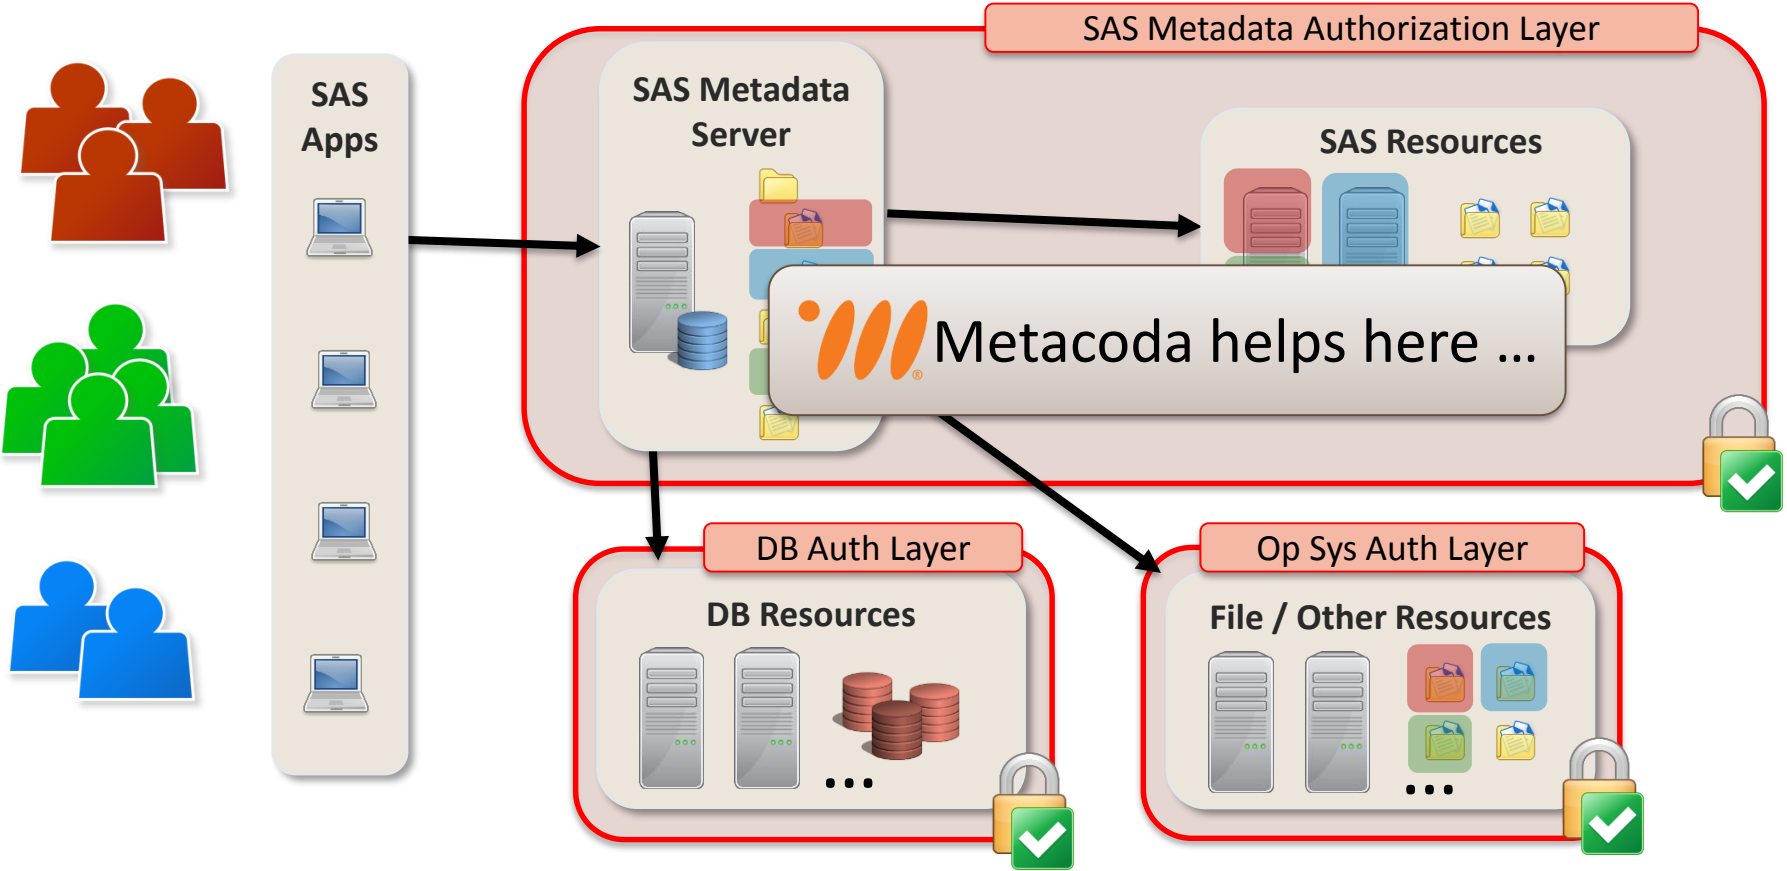 SAS Metadata Authorization Layer
SAS
Apps
SAS Metadata
Server
SAS Resources
Metacoda helps here ...
®
DB Auth Layer
DB Resources
...
Op Sys Auth Layer
File / Other Resources
...